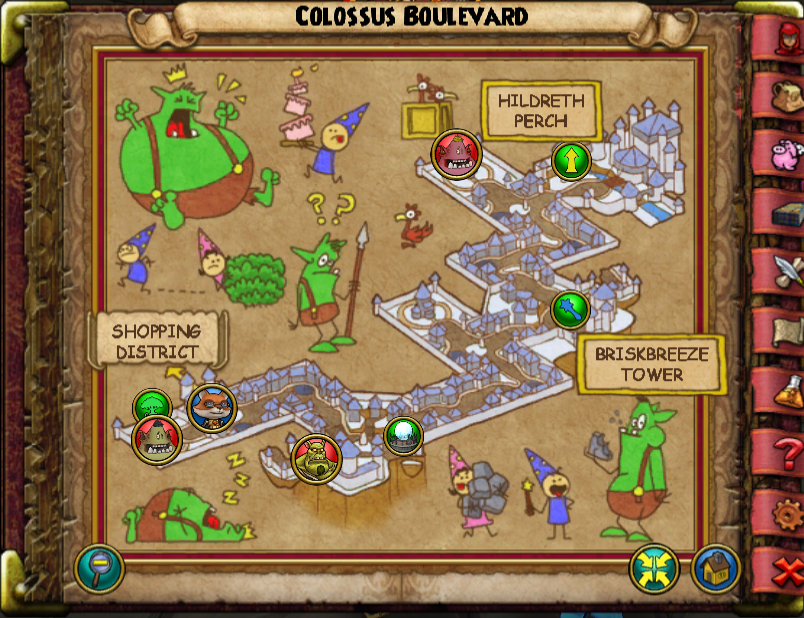 COLOSSUS BOULEVARD
HILDRETH
PERCH
??
SHOPPING
DISTRICT
BRISKBREEZE
TOWER
Z
Z
Z
Z
?